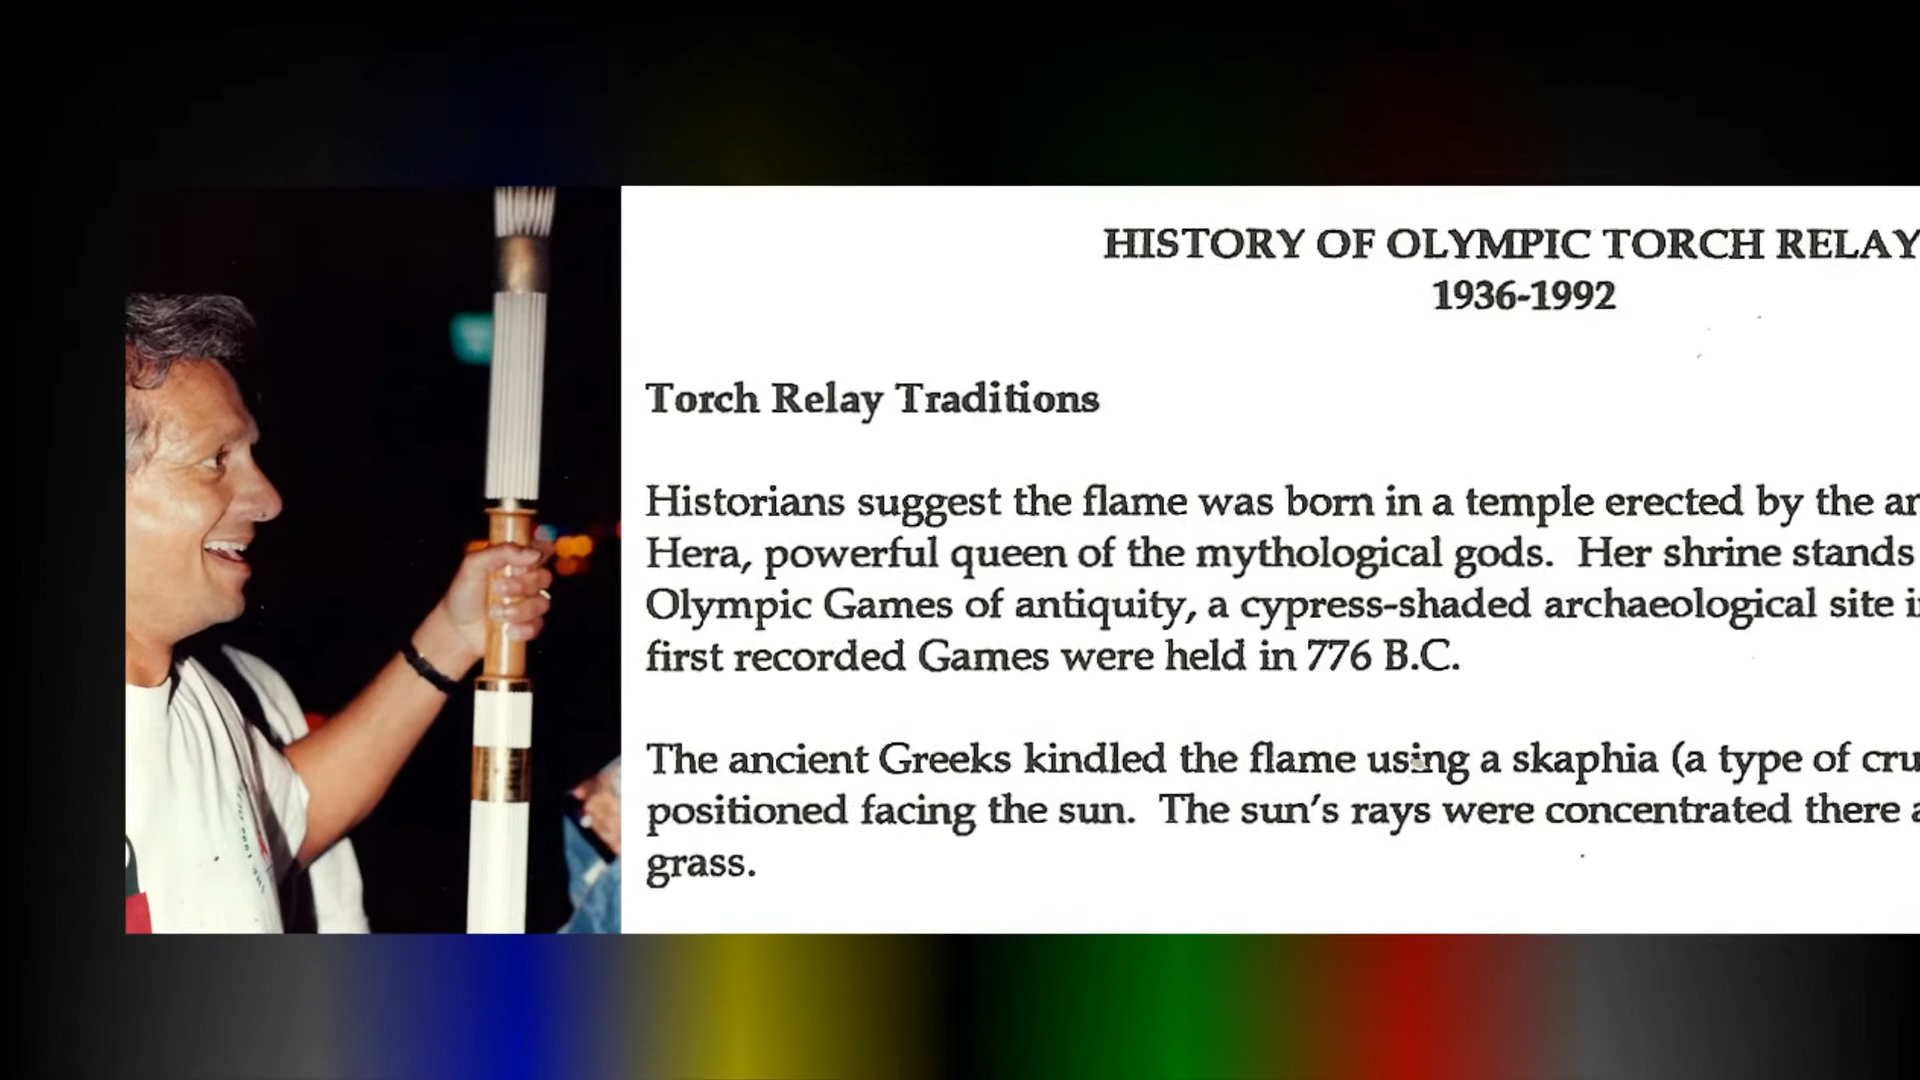 HISTORY OF OLYMPIC TORCH RELAY
1936-1992
Torch Relay Traditions
Historians suggest the flame was born in a temple erected by the
Hera, powerful queen of the mythological gods. Her shrine stands
Olympic Games of antiquity, a cypress-shaded archaeological site
first recorded Games were held in 776 B.C.
The ancient Greeks kindled the flame using a skaphia (a type of
positioned facing the sun. The sun's rays were concentrated there
grass.